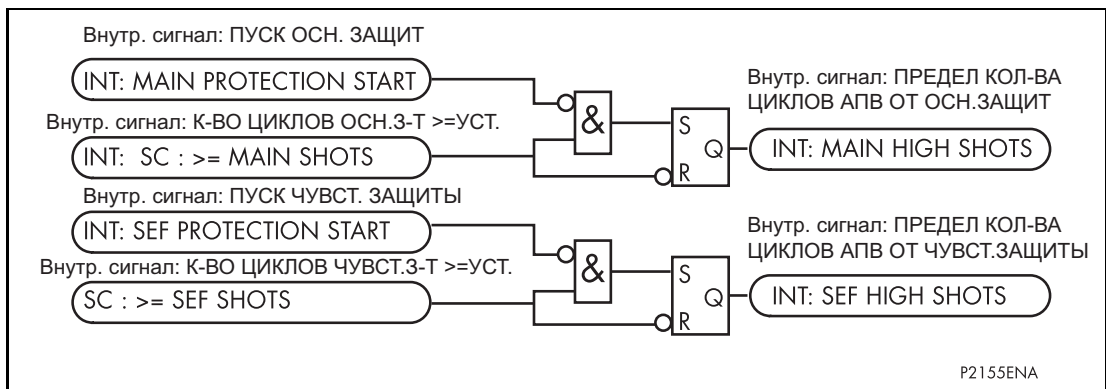 Внутр. сигнал: ПУСК ОСН. ЗАЩИТ
INT: MAIN PROTECTION START
Внутр. сигнал: К-ВО ЦИКЛОВ ОСН.З-Т >=УСТ.
INT: SC : >= MAIN SHOTS
&
S
Q
R
Внутр. сигнал: ПРЕДЕЛ КОЛ-ВА
ЦИКЛОВ АПВ ОТ ОСН.ЗАЩИТ
INT: MAIN HIGH SHOTS
Внутр. сигнал: ПУСК ЧУВСТ. ЗАЩИТЫ
INT: SEF PROTECTION START
Внутр. сигнал: К-ВО ЦИКЛОВ ЧУВСТ.З-Т >=УСТ.
SC : >= SEF SHOTS
&
S
Q
R
Внутр. сигнал: ПРЕДЕЛ КОЛ-ВА
ЦИКЛОВ АПВ ОТ ЧУВСТ.ЗАЩИТЫ
INT: SEF HIGH SHOTS
P2155ENA